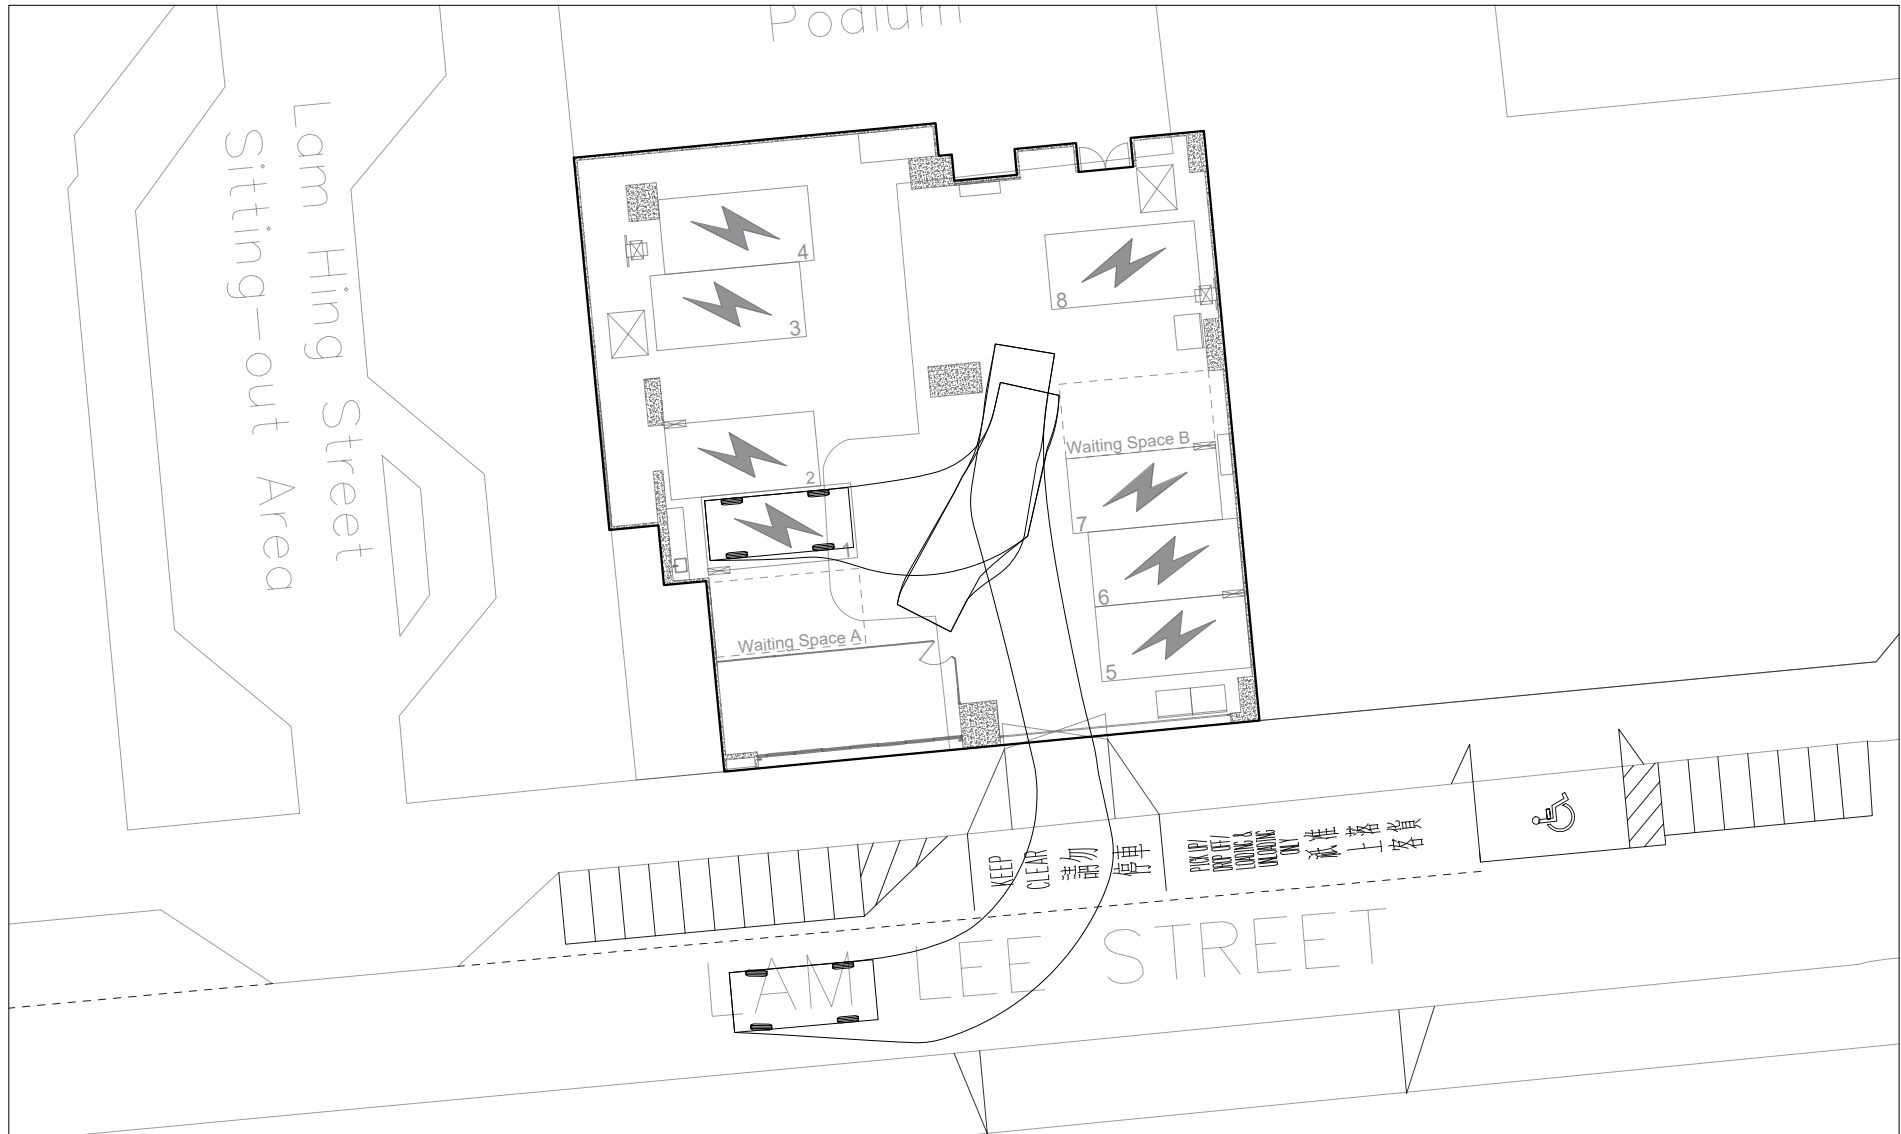 Podium
Lam Hing Street
Sitting-out Area
4
3
8
Waiting Space B
2
7
1
6
Waiting Space A
5
KEEP
CLEAR
請勿
停車
PICK UP/
DROP OFF/
LOADING &
UNLOADING
ONLY
祇准
上落
客貨
LAM LEE STREET